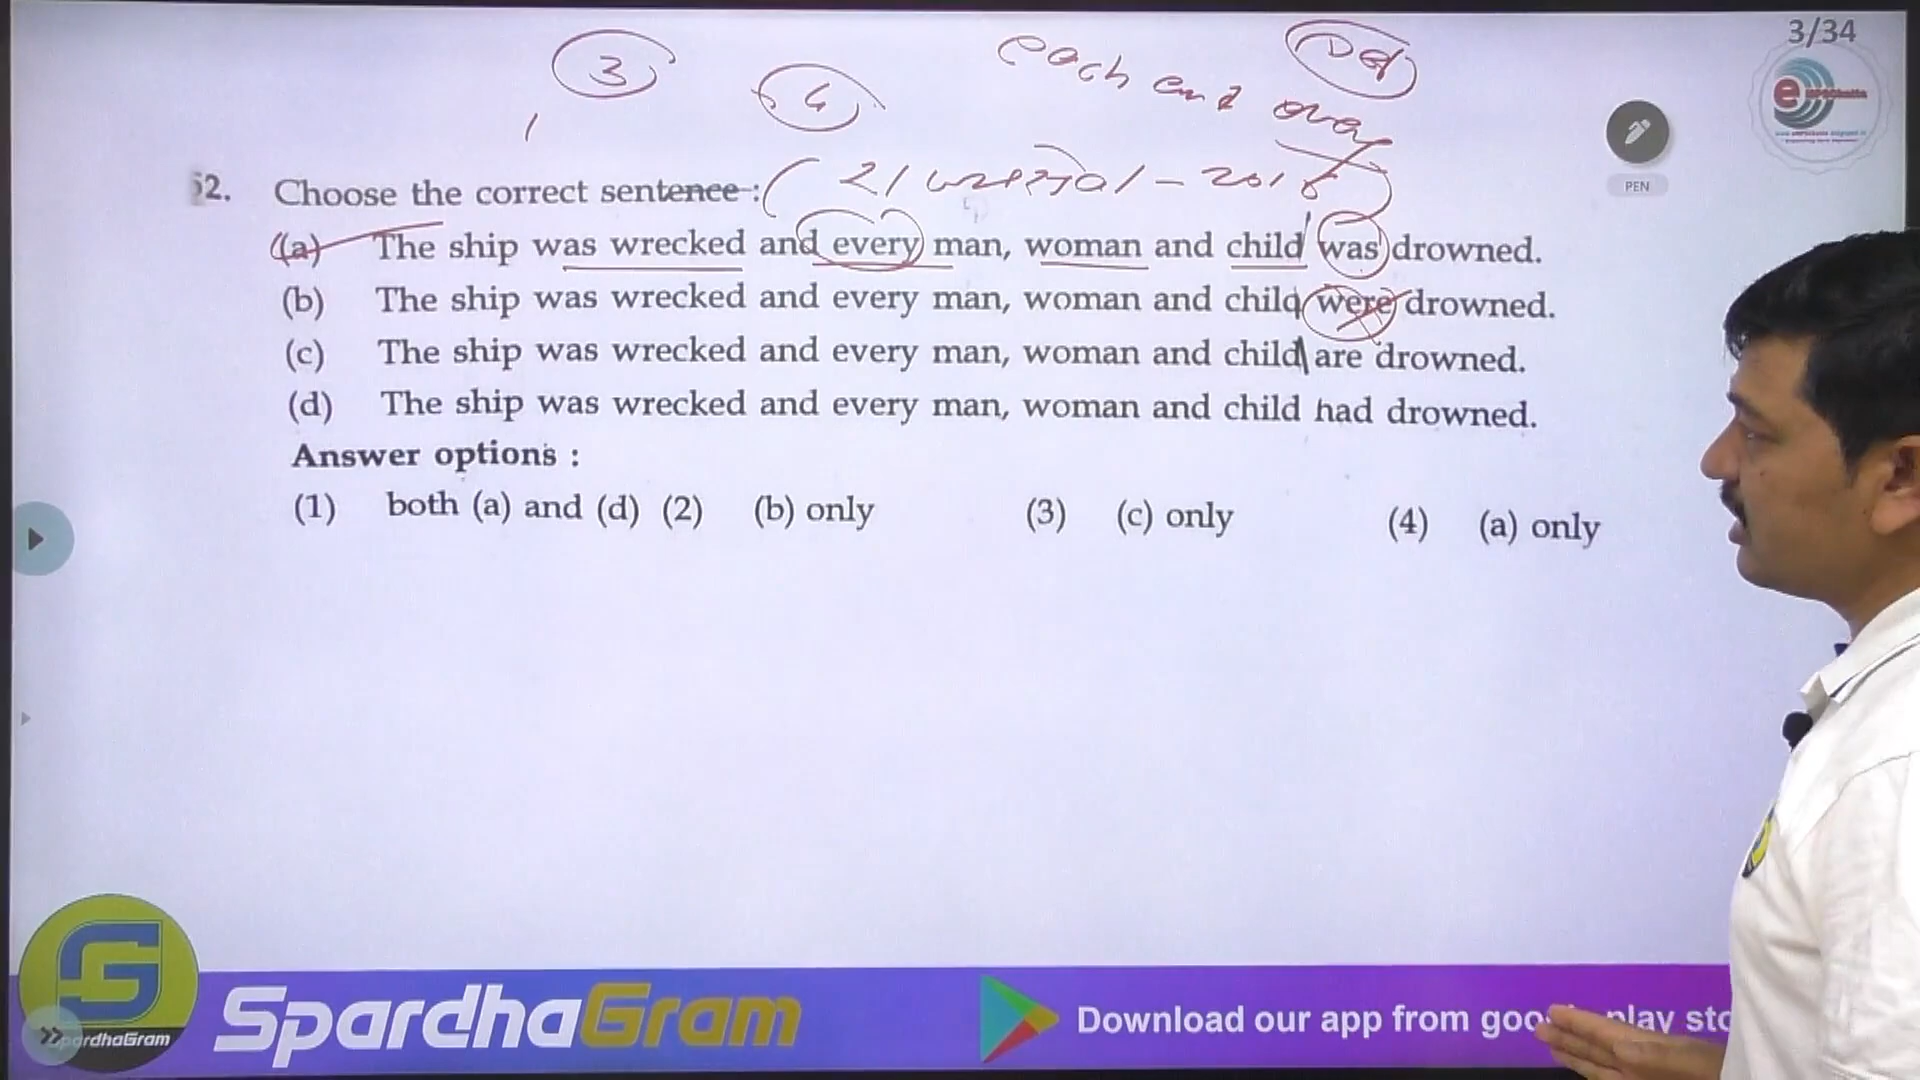 3/34
3
4
each and every
Det
PEN
52. Choose the correct sentence :
(a) The ship was wrecked and every man, woman and child was drowned.
(b) The ship was wrecked and every man, woman and child were drowned.
(c) The ship was wrecked and every man, woman and child are drowned.
(d) The ship was wrecked and every man, woman and child had drowned.
Answer options :
(1) both (a) and (d) (2) (b) only (3) (c) only (4) (a) only
SpardhaGram
Download our app from play